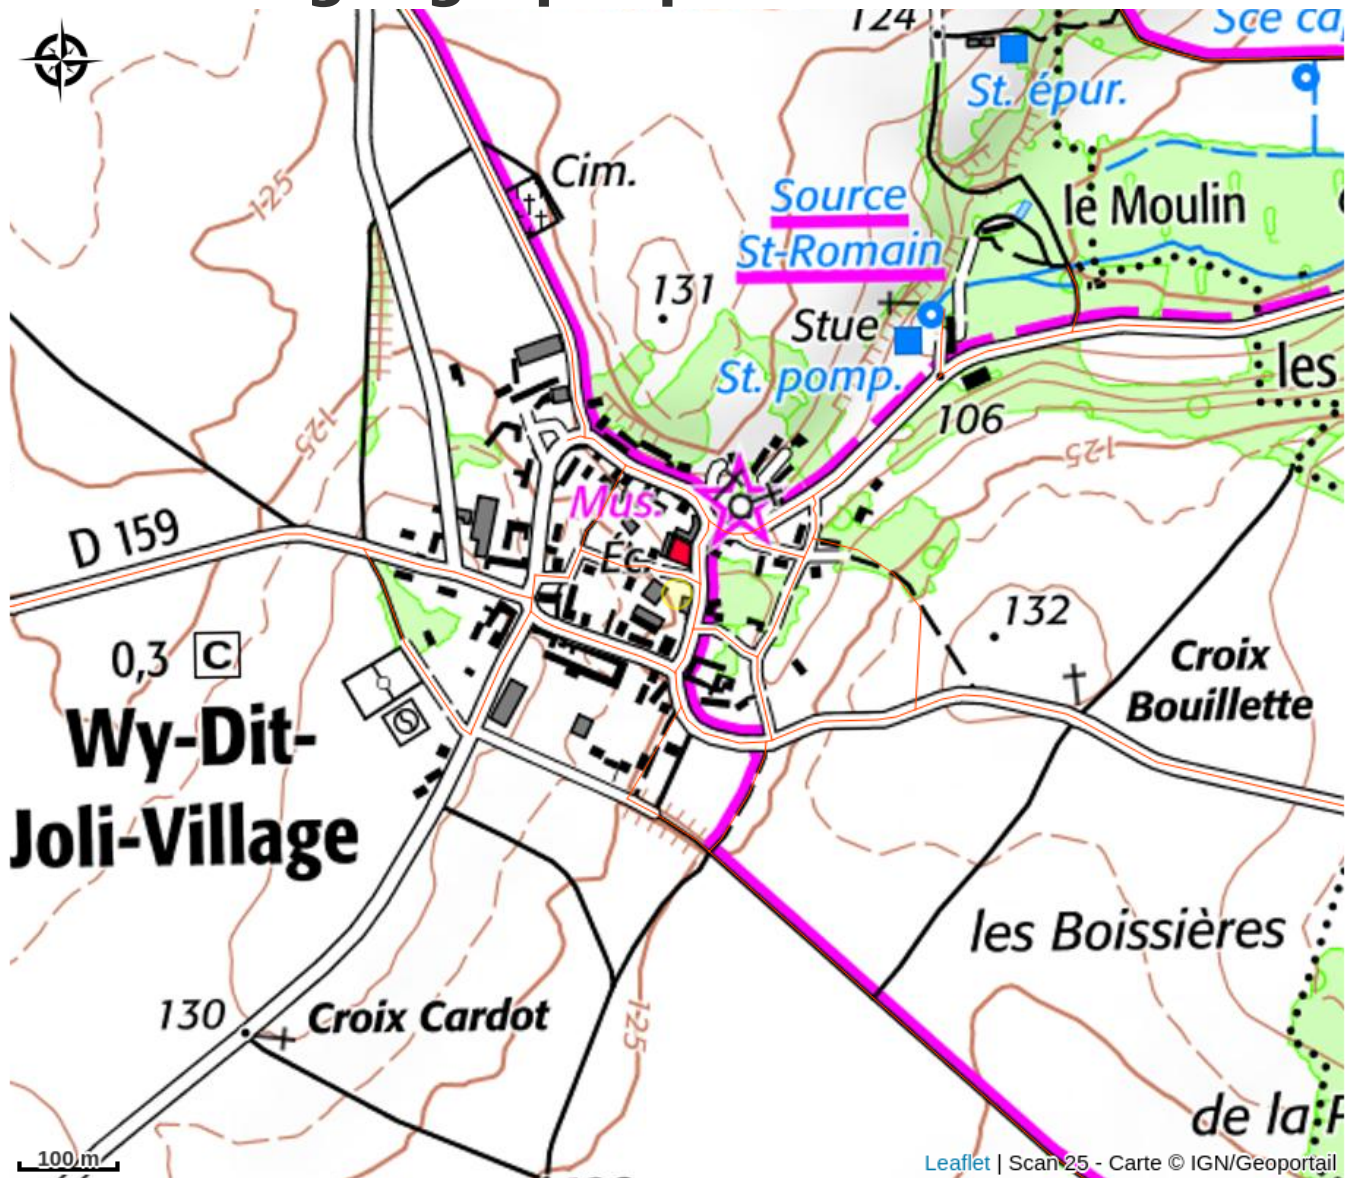 124
Sce ca
St. épur.
Cim.
125
Source
St-Romain
le Moulin
131
Stue
St. pomp.
les
106
125
125
Mus.
Éc.
D 159
132
0,3 C
Croix
Bouillette
Wy-Dit-
Joli-Village
les Boissières
130
Croix Cardot
125
de la F
100 m
Leaflet | Scan 25 - Carte © IGN/Geoportail